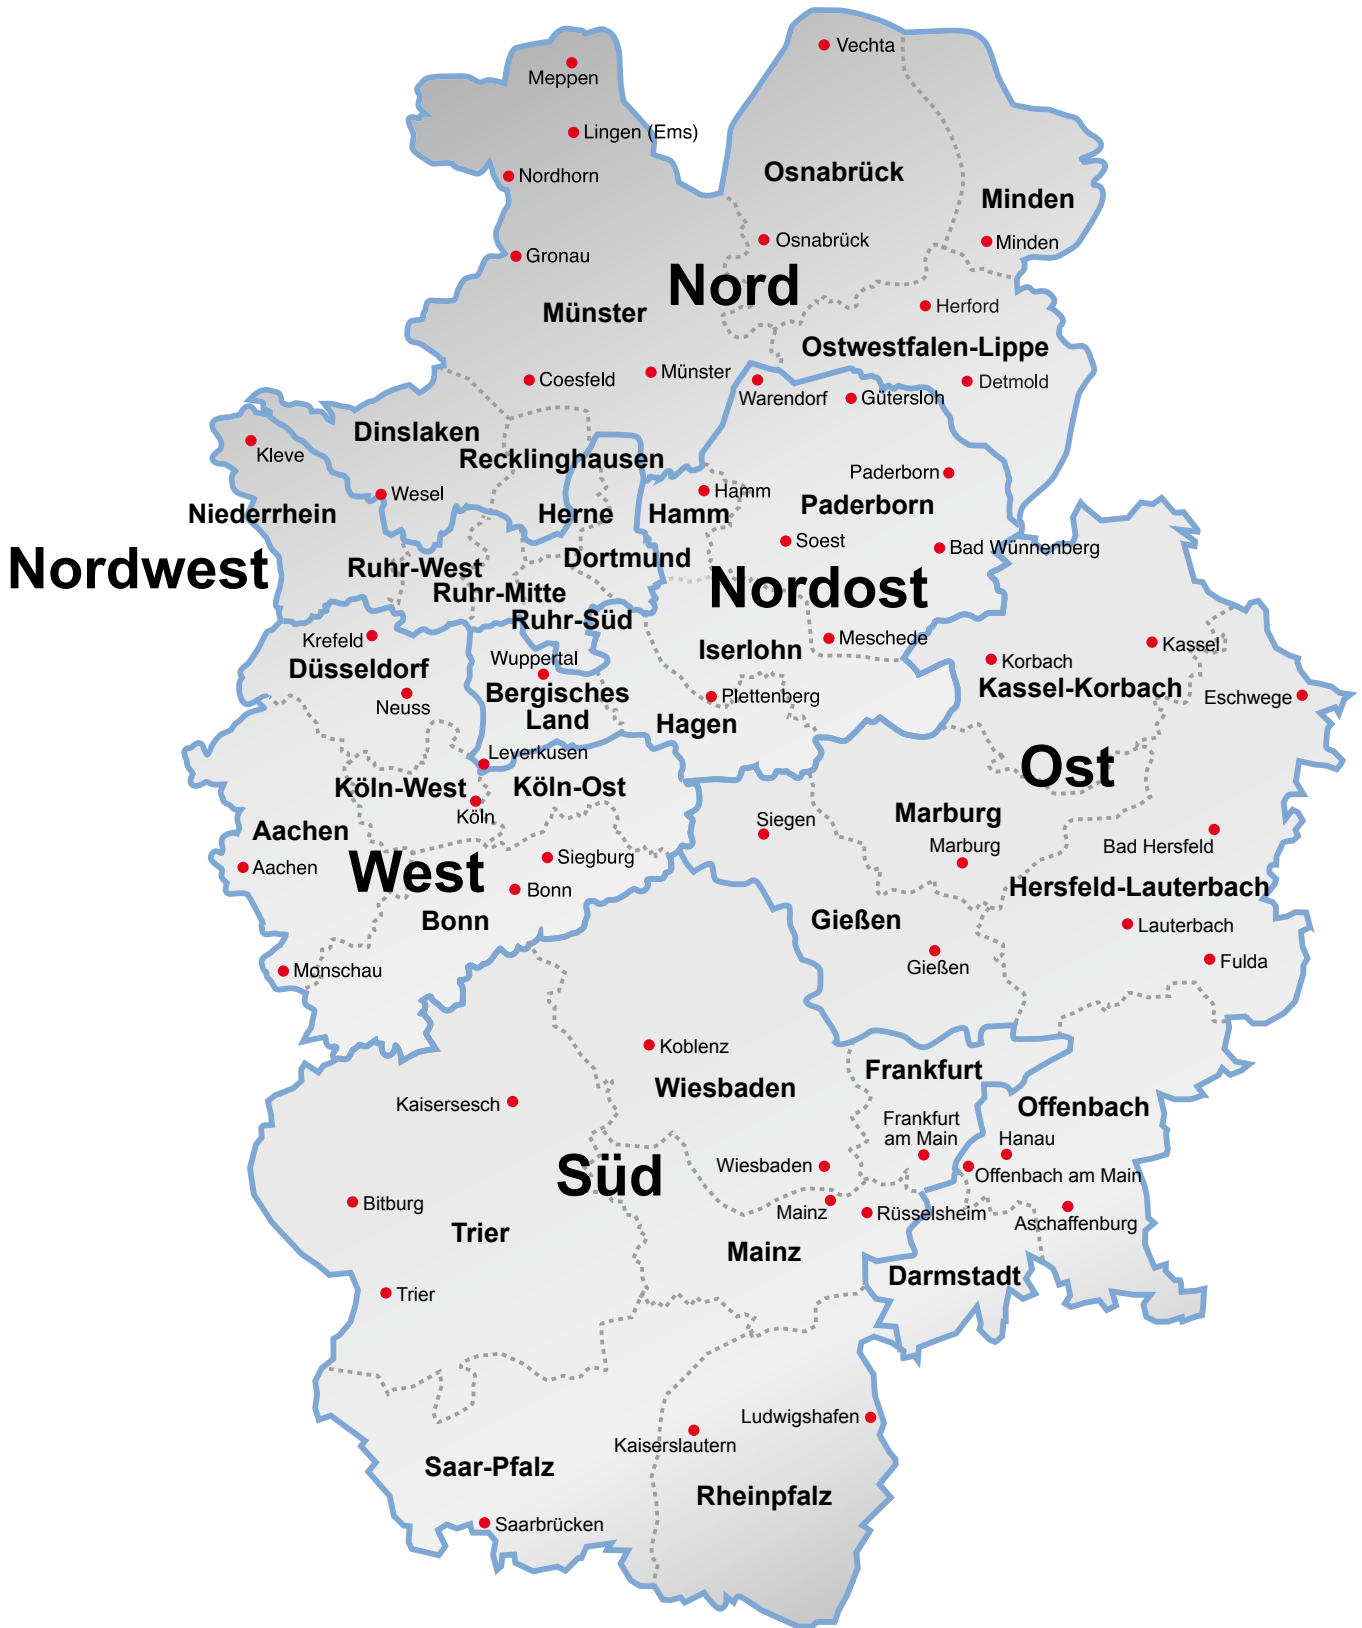 Vechta
Meppen
Lingen (Ems)
Nordhorn
Osnabrück
Minden
Osnabrück
Minden
Gronau
Nord
Münster
Herford
Ostwestfalen-Lippe
Coesfeld
Münster
Warendorf
Gütersloh
Detmold
Dinslaken
Kleve
Recklinghausen
Paderborn
Wesel
Hamm
Paderborn
Niederrhein
Herne
Hamm
Soest
Bad Wünnenberg
Nordwest
Ruhr-West
Dortmund
Ruhr-Mitte
Nordost
Ruhr-Süd
Krefeld
Meschede
Kassel
Düsseldorf
Wuppertal
Iserlohn
Korbach
Kassel-Korbach
Neuss
Bergisches
Land
Plettenberg
Eschwege
Hagen
Leverkusen
Ost
Köln-West
Köln-Ost
Köln
Siegen
Marburg
Aachen
Marburg
Bad Hersfeld
Aachen
West
Siegburg
Bonn
Hersfeld-Lauterbach
Bonn
Gießen
Lauterbach
Monschau
Gießen
Fulda
Koblenz
Wiesbaden
Frankfurt
Kaisersesch
Offenbach
Frankfurt
am Main
Hanau
Süd
Wiesbaden
Offenbach am Main
Bitburg
Mainz
Rüsselsheim
Aschaffenburg
Trier
Mainz
Darmstadt
Trier
Ludwigshafen
Kaiserslautern
Saar-Pfalz
Rheinpfalz
Saarbrücken